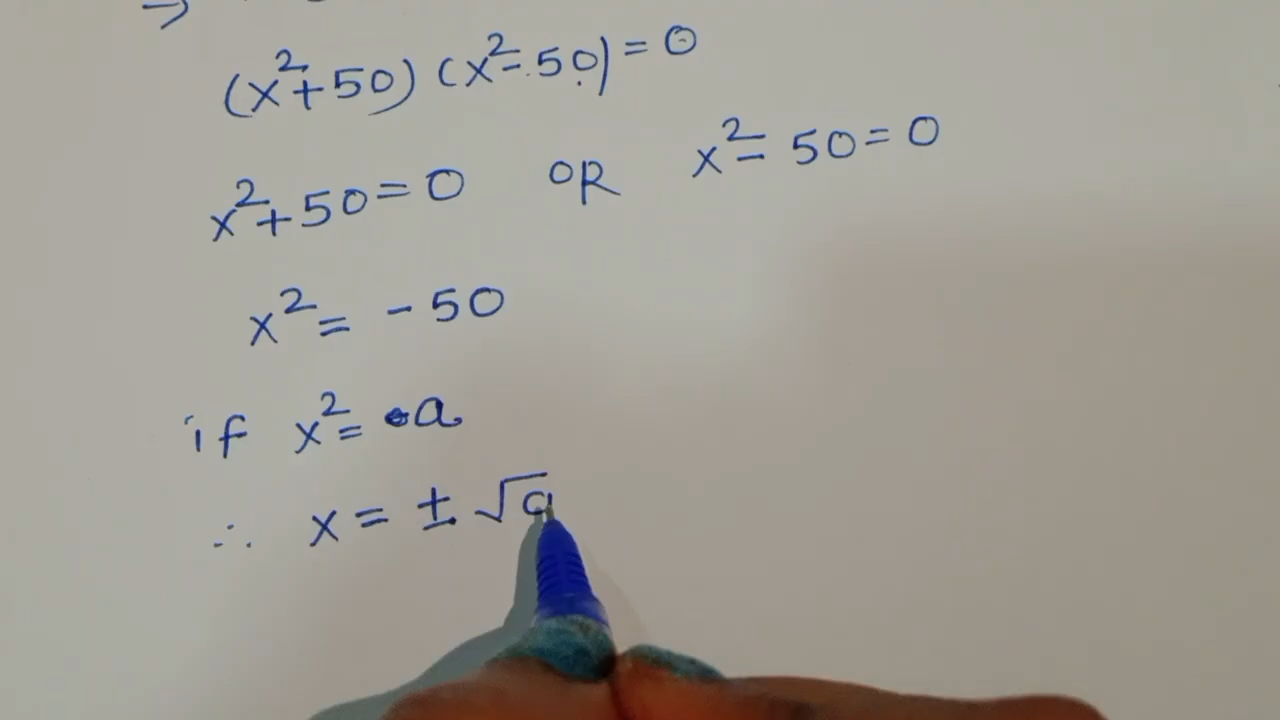 (x²+50) (x²-50) = 0
x²+50=0 OR x²- 50=0
x² = - 50
if x² = a
∴ x = ± √a